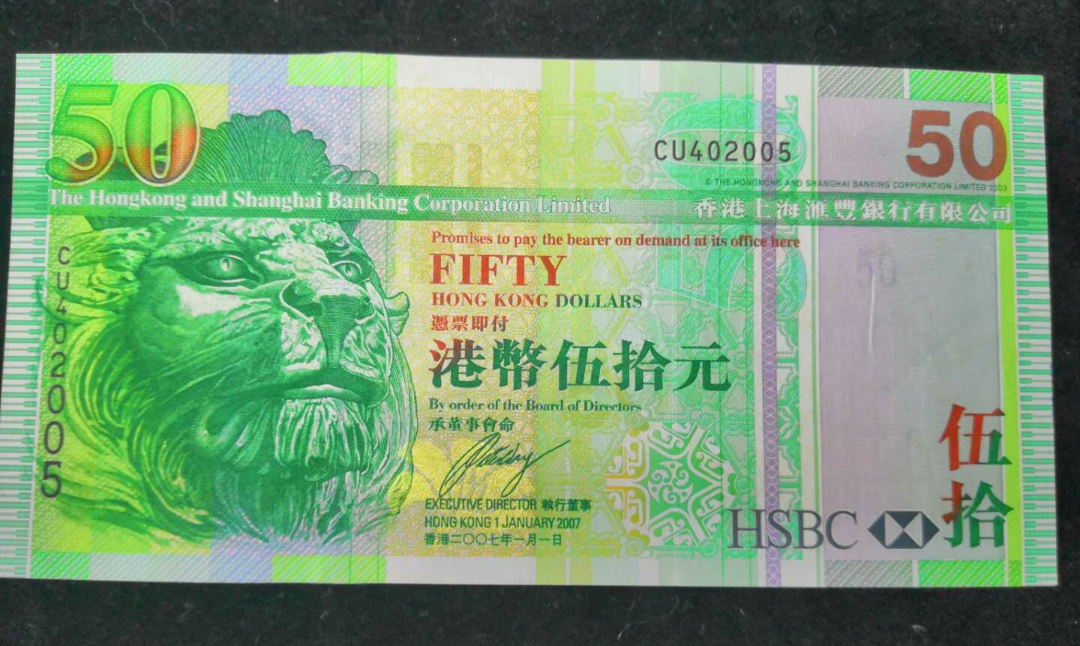 50
CU402005
50
© THE HONGKONG AND SHANGHAI BANKING CORPORATION LIMITED 2003
The Hongkong and Shanghai Banking Corporation Limited
香港上海滙豐銀行有限公司
CU402005
Promises to pay the bearer on demand at its office here
FIFTY
HONG KONG DOLLARS
憑票即付
港幣伍拾元
By order of the Board of Directors
承董事會命
EXECUTIVE DIRECTOR 執行董事
HONG KONG 1 JANUARY 2007
香港二〇〇七年一月一日
50
伍拾
HSBC